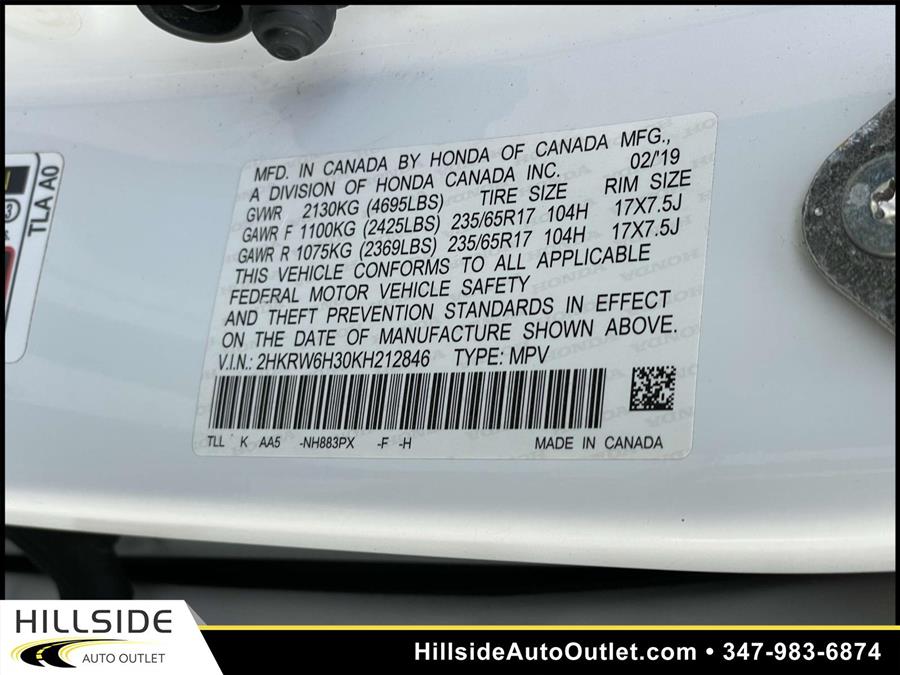 MFD. IN CANADA BY HONDA OF CANADA MFG.,
A DIVISION OF HONDA CANADA INC. 02/'19
GVWR 2130KG (4695LBS) TIRE SIZE RIM SIZE
GAWR F 1100KG (2425LBS) 235/65R17 104H 17X7.5J
GAWR R 1075KG (2369LBS) 235/65R17 104H 17X7.5J
THIS VEHICLE CONFORMS TO ALL APPLICABLE
FEDERAL MOTOR VEHICLE SAFETY
AND THEFT PREVENTION STANDARDS IN EFFECT
ON THE DATE OF MANUFACTURE SHOWN ABOVE.
V.I.N.: 2HKRW6H30KH212846 TYPE: MPV
TLL K AA5 -NH883PX -F -H MADE IN CANADA
TLA A0
HILLSIDE
AUTO OUTLET
HillsideAutoOutlet.com • 347-983-6874